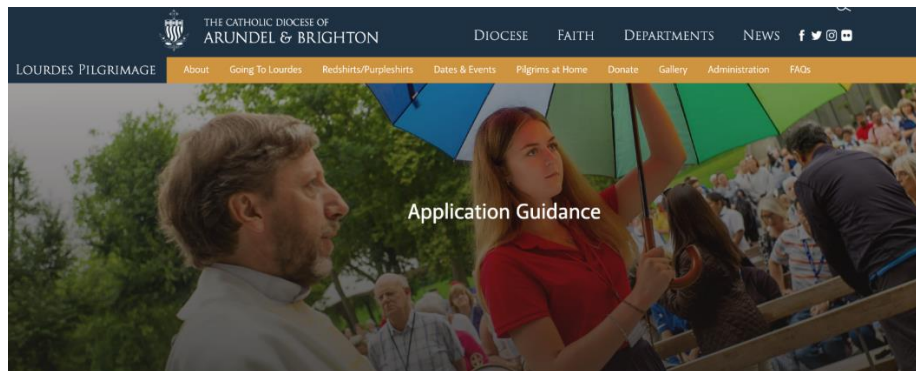 THE CATHOLIC DIOCESE OF
ARUNDEL & BRIGHTON
DIOCESE FAITH DEPARTMENTS NEWS
LOURDES PILGRIMAGE About Going To Lourdes Redshirts/Purpleshirts Dates & Events Pilgrims at Home Donate Gallery Administration FAQs
Application Guidance